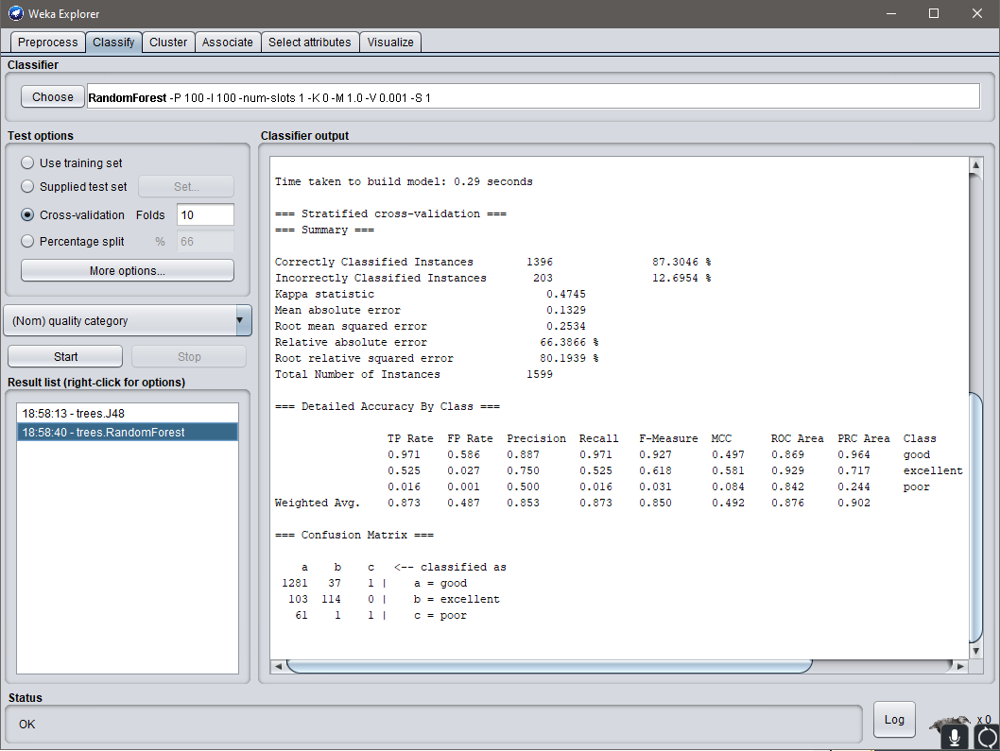 Weka Explorer
Preprocess Classify Cluster Associate Select attributes Visualize
Classifier
Choose RandomForest -P 100 -I 100 -num-slots 1 -K 0 -M 1.0 -V 0.001 -S 1
Test options
Use training set
Supplied test set Set...
Cross-validation Folds 10
Percentage split % 66
More options...
(Nom) quality category
Start Stop
Result list (right-click for options)
18:58:13 - trees.J48
18:58:40 - trees.RandomForest
Classifier output
Time taken to build model: 0.29 seconds
=== Stratified cross-validation ===
=== Summary ===
Correctly Classified Instances 1396 87.3046 %
Incorrectly Classified Instances 203 12.6954 %
Kappa statistic 0.4745
Mean absolute error 0.1329
Root mean squared error 0.2534
Relative absolute error 66.3866 %
Root relative squared error 80.1939 %
Total Number of Instances 1599
=== Detailed Accuracy By Class ===
TP Rate FP Rate Precision Recall F-Measure MCC ROC Area PRC Area Class
0.971 0.586 0.887 0.971 0.927 0.497 0.869 0.964 good
0.525 0.027 0.750 0.525 0.618 0.581 0.929 0.717 excellent
0.016 0.001 0.500 0.016 0.031 0.084 0.842 0.244 poor
Weighted Avg. 0.873 0.487 0.853 0.873 0.850 0.492 0.876 0.902
=== Confusion Matrix ===
a b c <-- classified as
1281 37 1 | a = good
103 114 0 | b = excellent
61 1 1 | c = poor
Status
OK
Log
x 0